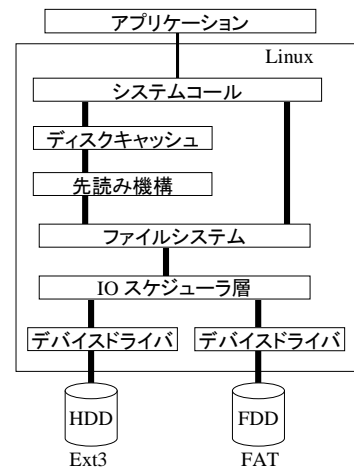 アプリケーション
Linux
システムコール
ディスクキャッシュ
先読み機構
ファイルシステム
IO スケジューラ層
デバイスドライバ デバイスドライバ
HDD FDD
Ext3 FAT